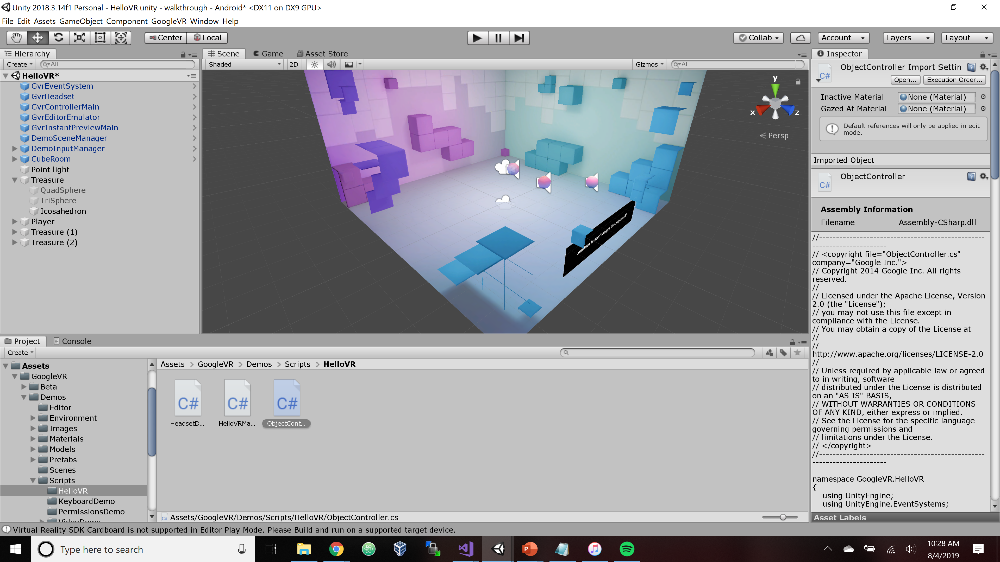 Unity 2018.3.14f1 Personal - HelloVR.unity - walkthrough - Android* <DX11 on DX9 GPU>
File Edit Assets GameObject Component GoogleVR Window Help
Center Local
Collab Account Layers Layout
Hierarchy
Create All
HelloVR*
GvrEventSystem
GvrHeadset
GvrControllerMain
GvrEditorEmulator
GvrInstantPreviewMain
DemoSceneManager
DemoInputManager
CubeRoom
Point light
Treasure
QuadSphere
TriSphere
Icosahedron
Player
Treasure (1)
Treasure (2)
Scene Game Asset Store
Shaded 2D Gizmos All
y
x z
Persp
Messages will appear here at runtime.
Inspector
C#
ObjectController Import Settin
Open... Execution Order...
Inactive Material None (Material)
Gazed At Material None (Material)
Default references will only be applied in edit
mode.
Imported Object
C#
ObjectController
Assembly Information
Filename Assembly-CSharp.dll
//-------------------------------------------------
----------------------
// <copyright file="ObjectController.cs"
company="Google Inc.">
// Copyright 2014 Google Inc. All rights
reserved.
//
// Licensed under the Apache License, Version
2.0 (the "License");
// you may not use this file except in
compliance with the License.
// You may obtain a copy of the License at
//
//
http://www.apache.org/licenses/LICENSE-2.0
//
// Unless required by applicable law or agreed
to in writing, software
// distributed under the License is distributed
on an "AS IS" BASIS,
// WITHOUT WARRANTIES OR CONDITIONS
OF ANY KIND, either express or implied.
// See the License for the specific language
governing permissions and
// limitations under the License.
// </copyright>
//-------------------------------------------------
----------------------
namespace GoogleVR.HelloVR
{
using UnityEngine;
using UnityEngine.EventSystems;
Asset Labels
Project Console
Create
Assets
GoogleVR
Beta
Demos
Editor
Environment
Images
Materials
Models
Prefabs
Scenes
Scripts
HelloVR
KeyboardDemo
PermissionsDemo
VideoDemo
Assets > GoogleVR > Demos > Scripts > HelloVR
C# C# C#
HeadsetD... HelloVRMa... ObjectCont...
C# Assets/GoogleVR/Demos/Scripts/HelloVR/ObjectController.cs
Virtual Reality SDK Cardboard is not supported in Editor Play Mode. Please Build and run on a supported target device.
Type here to search
10:28 AM
8/4/2019